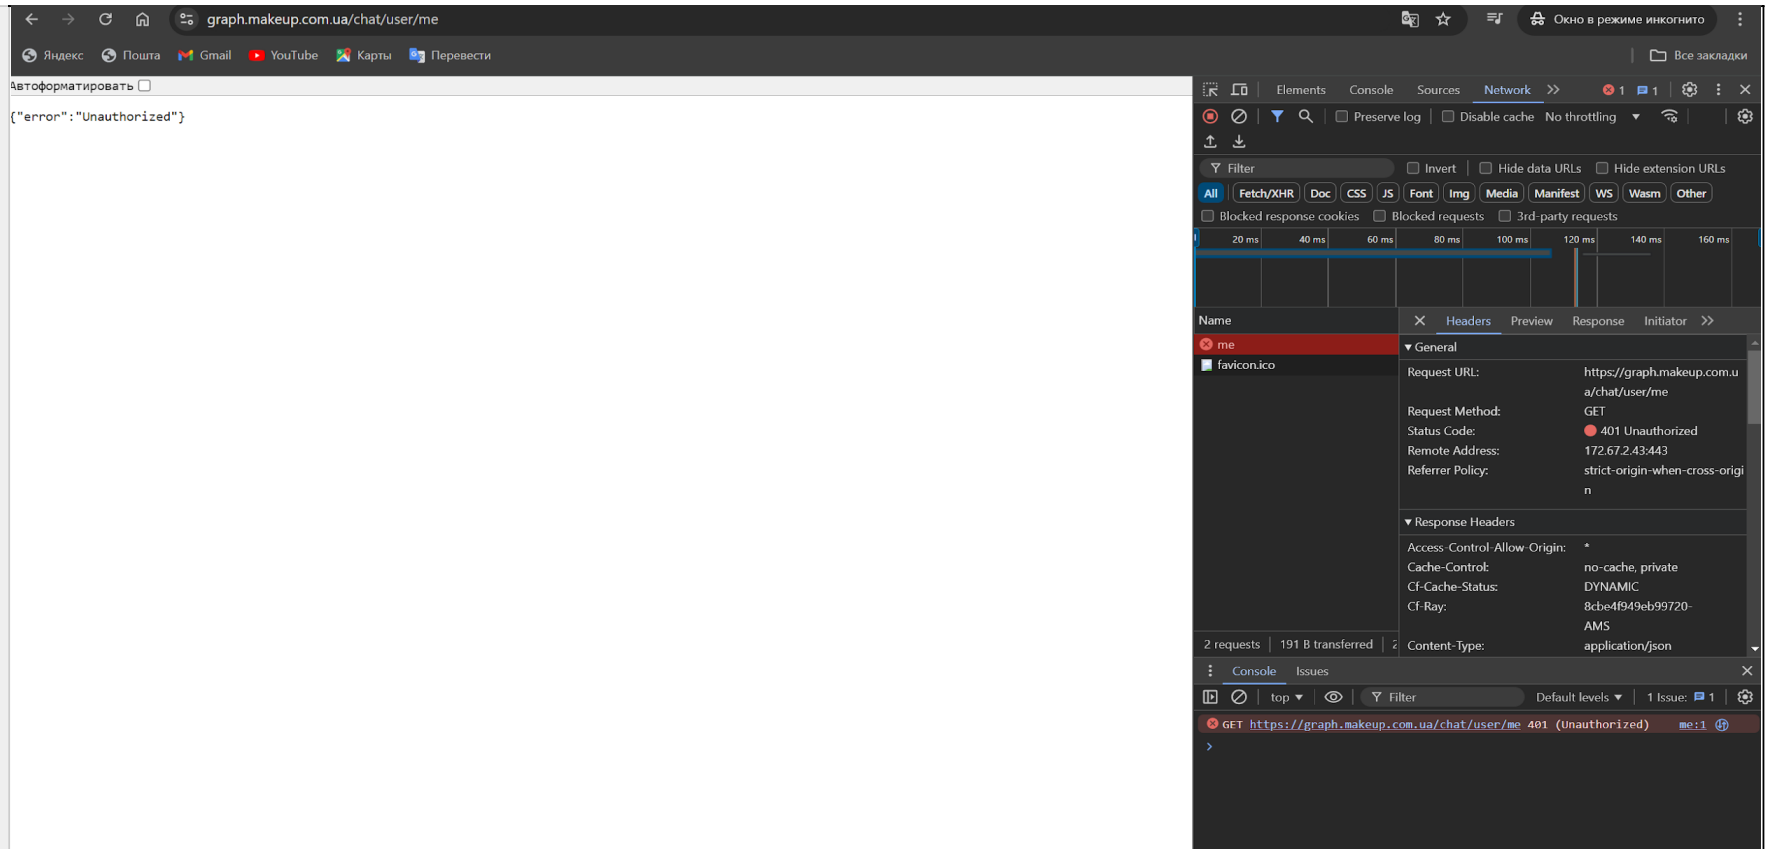 graph.makeup.com.ua/chat/user/me
Окно в режиме инкогнито
Яндекс Пошта Gmail YouTube Карты Перевести
Все закладки
Автоформатировать
{"error":"Unauthorized"}
Elements Console Sources Network 1 1
Preserve log Disable cache No throttling
Filter Invert Hide data URLs Hide extension URLs
All Fetch/XHR Doc CSS JS Font Img Media Manifest WS Wasm Other
Blocked response cookies Blocked requests 3rd-party requests
20 ms 40 ms 60 ms 80 ms 100 ms 120 ms 140 ms 160 ms
Name
me
favicon.ico
2 requests 191 B transferred 2
Headers Preview Response Initiator
General
Request URL: https://graph.makeup.com.u
a/chat/user/me
Request Method: GET
Status Code: 401 Unauthorized
Remote Address: 172.67.2.43:443
Referrer Policy: strict-origin-when-cross-origi
n
Response Headers
Access-Control-Allow-Origin: *
Cache-Control: no-cache, private
Cf-Cache-Status: DYNAMIC
Cf-Ray: 8cbe4f949eb99720-
AMS
Content-Type: application/json
Console Issues
top Filter Default levels 1 Issue: 1
GET https://graph.makeup.com.ua/chat/user/me 401 (Unauthorized) me:1